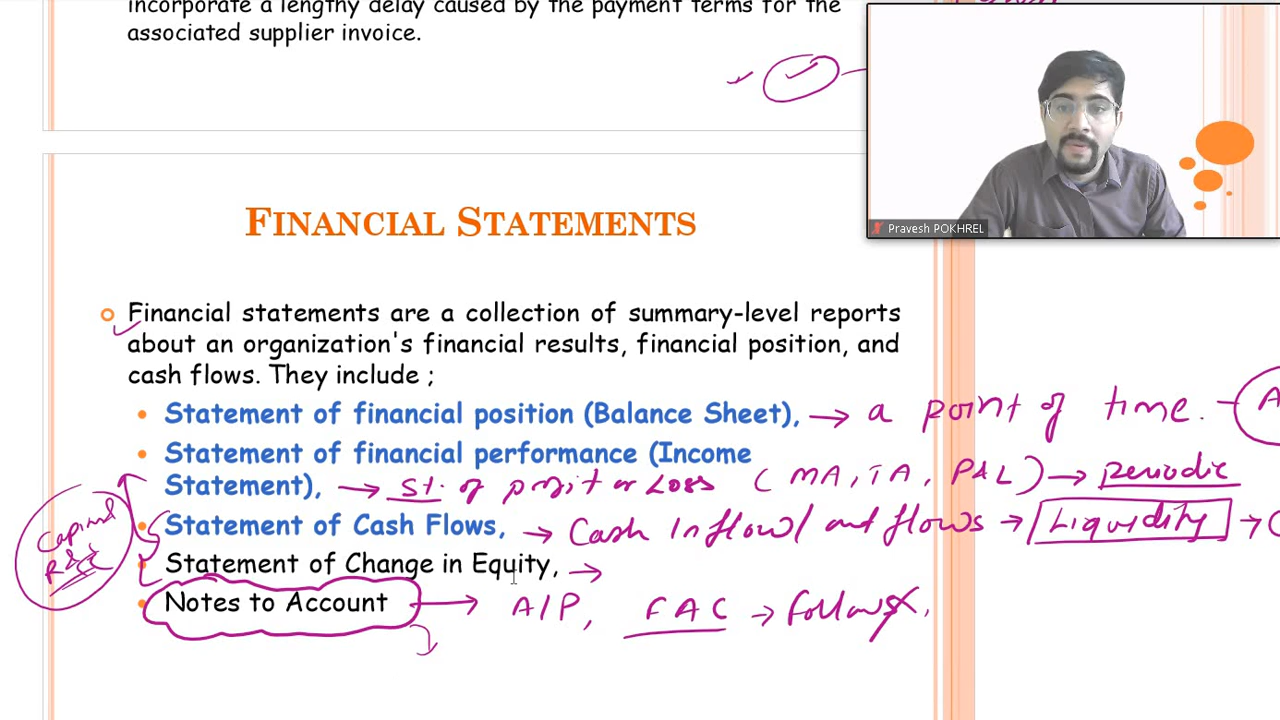 incorporate a lengthy delay caused by the payment terms for the
associated supplier invoice.
Pravesh POKHREL
FINANCIAL STATEMENTS
Financial statements are a collection of summary-level reports
about an organization's financial results, financial position, and
cash flows. They include ;
Statement of financial position (Balance Sheet), → a point of time. - A
Statement of financial performance (Income
Statement), → st. of profit or Loss (MA, TA, P&L) → periodic
Statement of Cash Flows, → Cash Inflow/outflows → Liquidity → C
Capital
Statement of Change in Equity, →
Notes to Account → A/P, FAC → follows